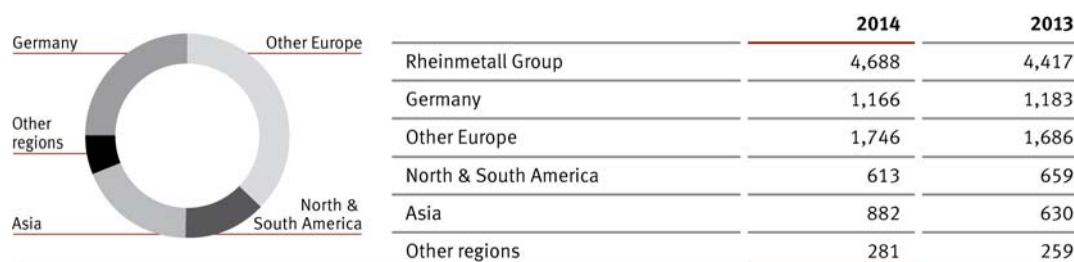 Germany
Other Europe
Other
regions
Asia
North &
South America
2014 2013
Rheinmetall Group 4,688 4,417
Germany 1,166 1,183
Other Europe 1,746 1,686
North & South America 613 659
Asia 882 630
Other regions 281 259